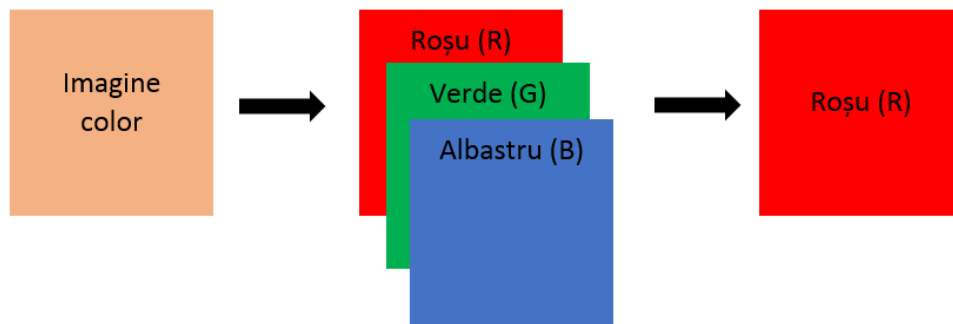 Imagine
color
Roșu (R)
Verde (G)
Albastru (B)
Roșu (R)